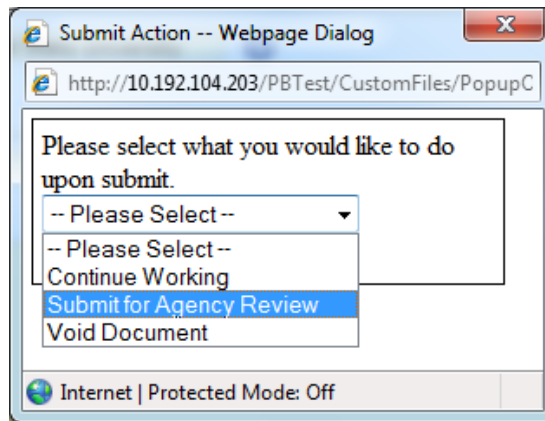 Submit Action -- Webpage Dialog
http://10.192.104.203/PBTest/CustomFiles/PopupC
Please select what you would like to do
upon submit.
-- Please Select --
-- Please Select --
Continue Working
Submit for Agency Review
Void Document
Internet | Protected Mode: Off